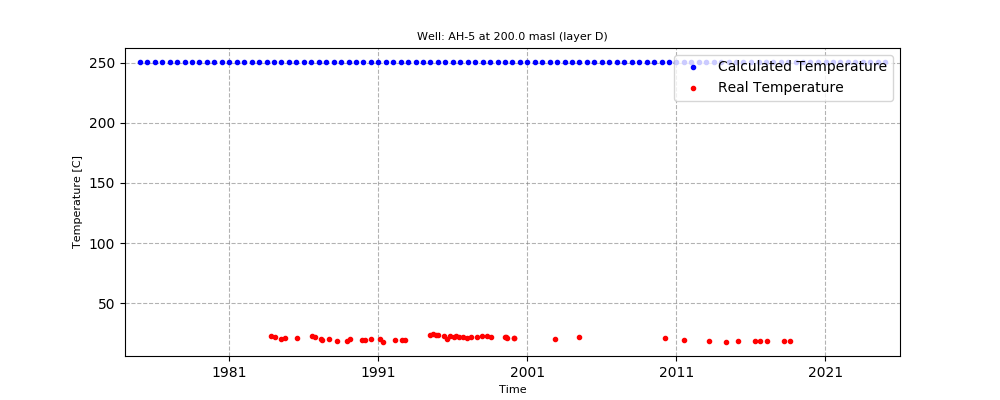 Well: AH-5 at 200.0 masl (layer D)
Calculated Temperature
Real Temperature
Temperature [C]
250
200
150
100
50
1981
1991
2001
2011
2021
Time